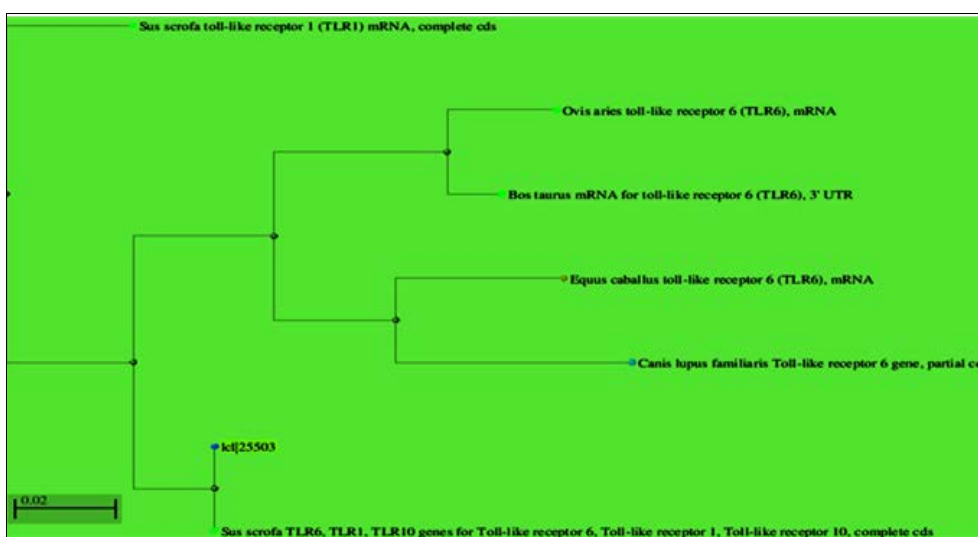 Sus scrofa toll-like receptor 1 (TLR1) mRNA, complete cds
Ovis aries toll-like receptor 6 (TLR6), mRNA
Bos taurus mRNA for toll-like receptor 6 (TLR6), 3' UTR
Equus caballus toll-like receptor 6 (TLR6), mRNA
Canis lupus familiaris Toll-like receptor 6 gene, partial
lcl|25503
0.02
Sus scrofa TLR6, TLR1, TLR10 genes for Toll-like receptor 6, Toll-like receptor 1, Toll-like receptor 10, complete cds